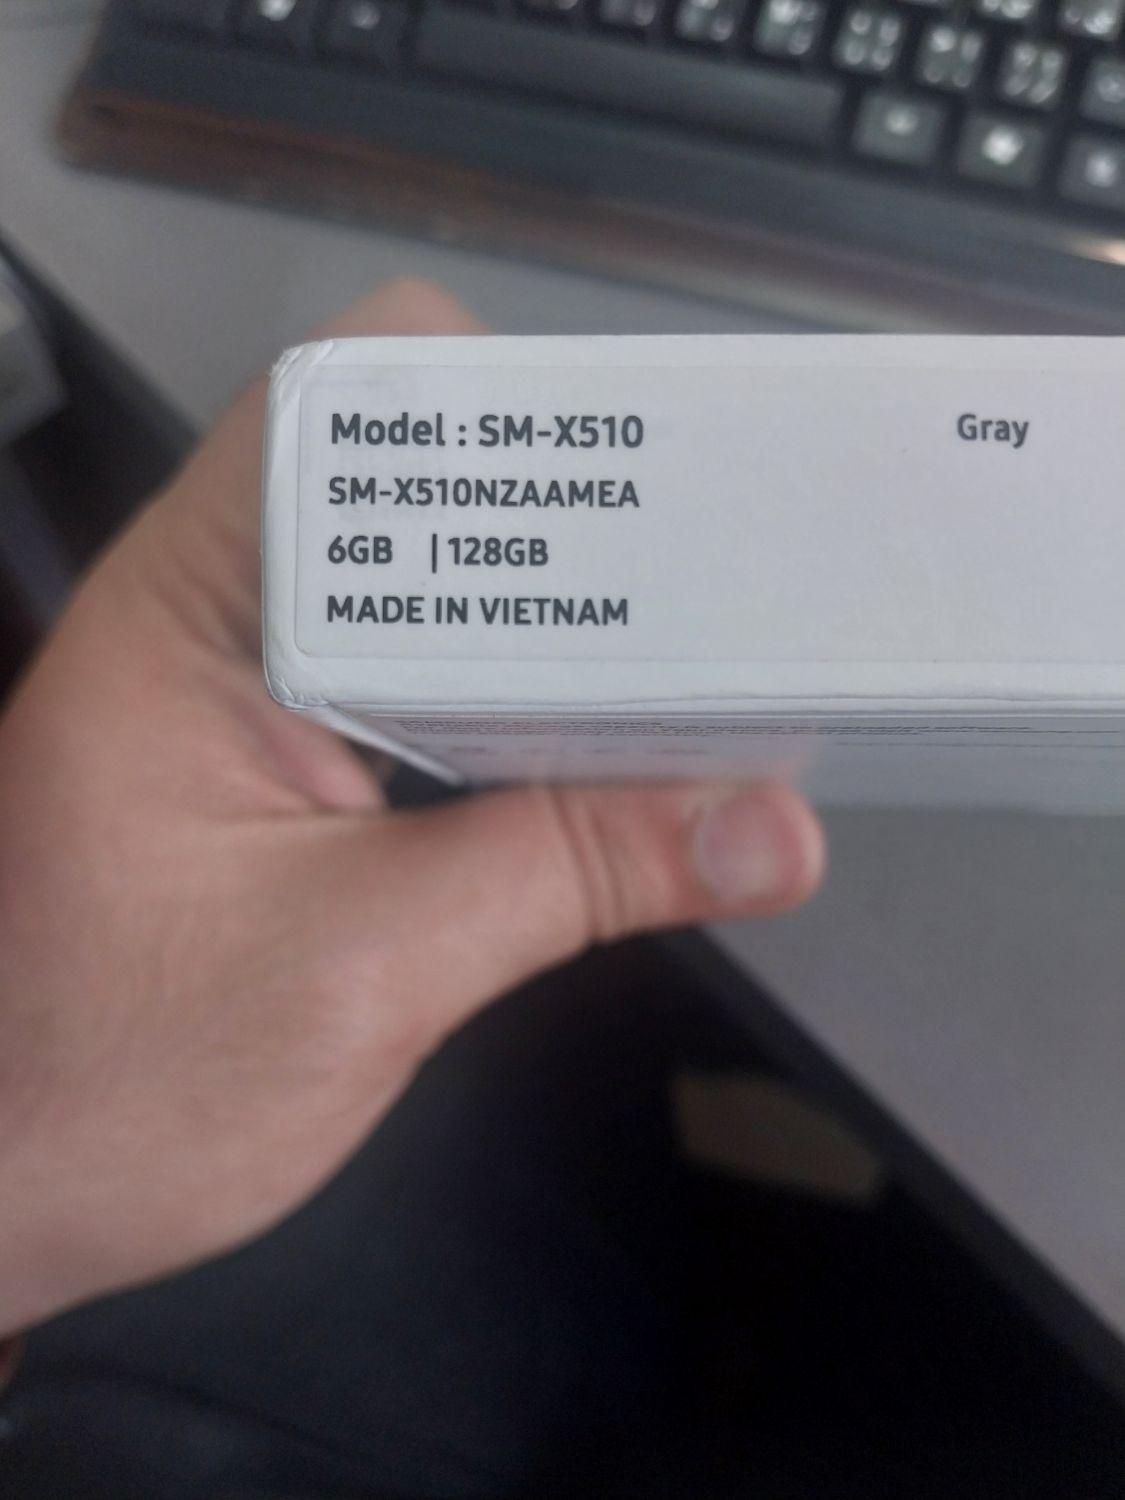 Model : SM-X510
Gray
SM-X510NZAAMEA
6GB | 128GB
MADE IN VIETNAM